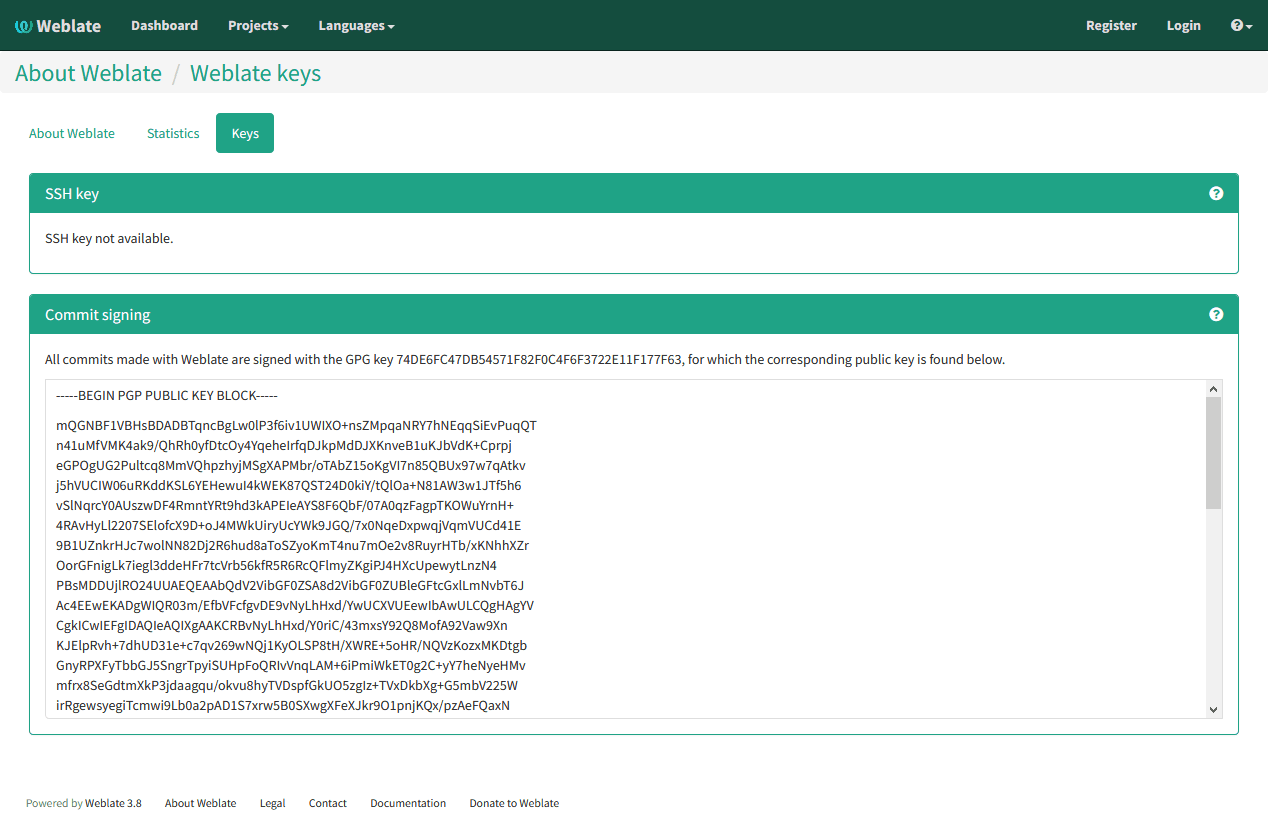 Weblate Dashboard Projects Languages Register Login
About Weblate / Weblate keys
About Weblate Statistics Keys
SSH key
SSH key not available.
Commit signing
All commits made with Weblate are signed with the GPG key 74DE6FC47DB54571F82F0C4F6F3722E11F177F63, for which the corresponding public key is found below.
-----BEGIN PGP PUBLIC KEY BLOCK-----
mQGNBF1VBHsBDADBTqncBgLw0lP3f6iv1UWIXO+nsZMpqaNRY7hNEqqSiEvPuqQT
n41uMfVMK4ak9/QhRh0yfDtcOy4YqeheIrfqDJkpMdDJXKnveB1uKJbVdK+Cprpj
eGPOgUG2Pultcq8MmVQhpzhyjMSgXAPMbr/oTAbZ15oKgVI7n85QBUx97w7qAtkv
j5hVUCIW06uRKddKSL6YEHewuI4kWEK87QST24D0kiY/tQlOa+N81AW3w1JTf5h6
vSlNqrcY0AUszwDF4RmntYRt9hd3kAPEIeAYS8F6QbF/07A0qzFagpTKOWuYrnH+
4RAvHyLl2207SElofcX9D+oJ4MWkUiryUcYWk9JGQ/7x0NqeDxpwqjVqmVUCd41E
9B1UZnkrHJc7wolNN82Dj2R6hud8aToSZyoKmT4nu7mOe2v8RuyrHTb/xKNhhXZr
OorGFnigLk7iegl3ddeHFr7tcVrb56kfR5R6RcQFlmyZKgiPJ4HXcUpewytLnzN4
PBsMDDUjlRO24UUAEQEAAbQdV2VibGF0ZSA8d2VibGF0ZUBleGFtcGxlLmNvbT6J
Ac4EEwEKADgWIQR03m/EfbVFcfgvDE9vNyLhHxd/YwUCXVUEewIbAwULCQgHAgYV
CgkICwIEFgIDAQIeAQIXgAAKCRBvNyLhHxd/Y0riC/43mxsY92Q8MofA92Vaw9Xn
KJElpRvh+7dhUD31e+c7qv269wNQj1KyOLSP8tH/XWRE+5oHR/NQVzKozxMKDtgb
GnyRPXFyTbbGJ5SngrTpyiSUHpFoQRIvVnqLAM+6iPmiWkET0g2C+yY7heNyeHMv
mfrx8SeGdtmXkP3jdaagqu/okvu8hyTVDspfGkUO5zgIz+TVxDkbXg+G5mbV225W
irRgewsyegiTcmwi9Lb0a2pAD1S7xrw5B0SXwgXFeXJkr9O1pnjKQx/pzAeFQaxN
Powered by Weblate 3.8 About Weblate Legal Contact Documentation Donate to Weblate